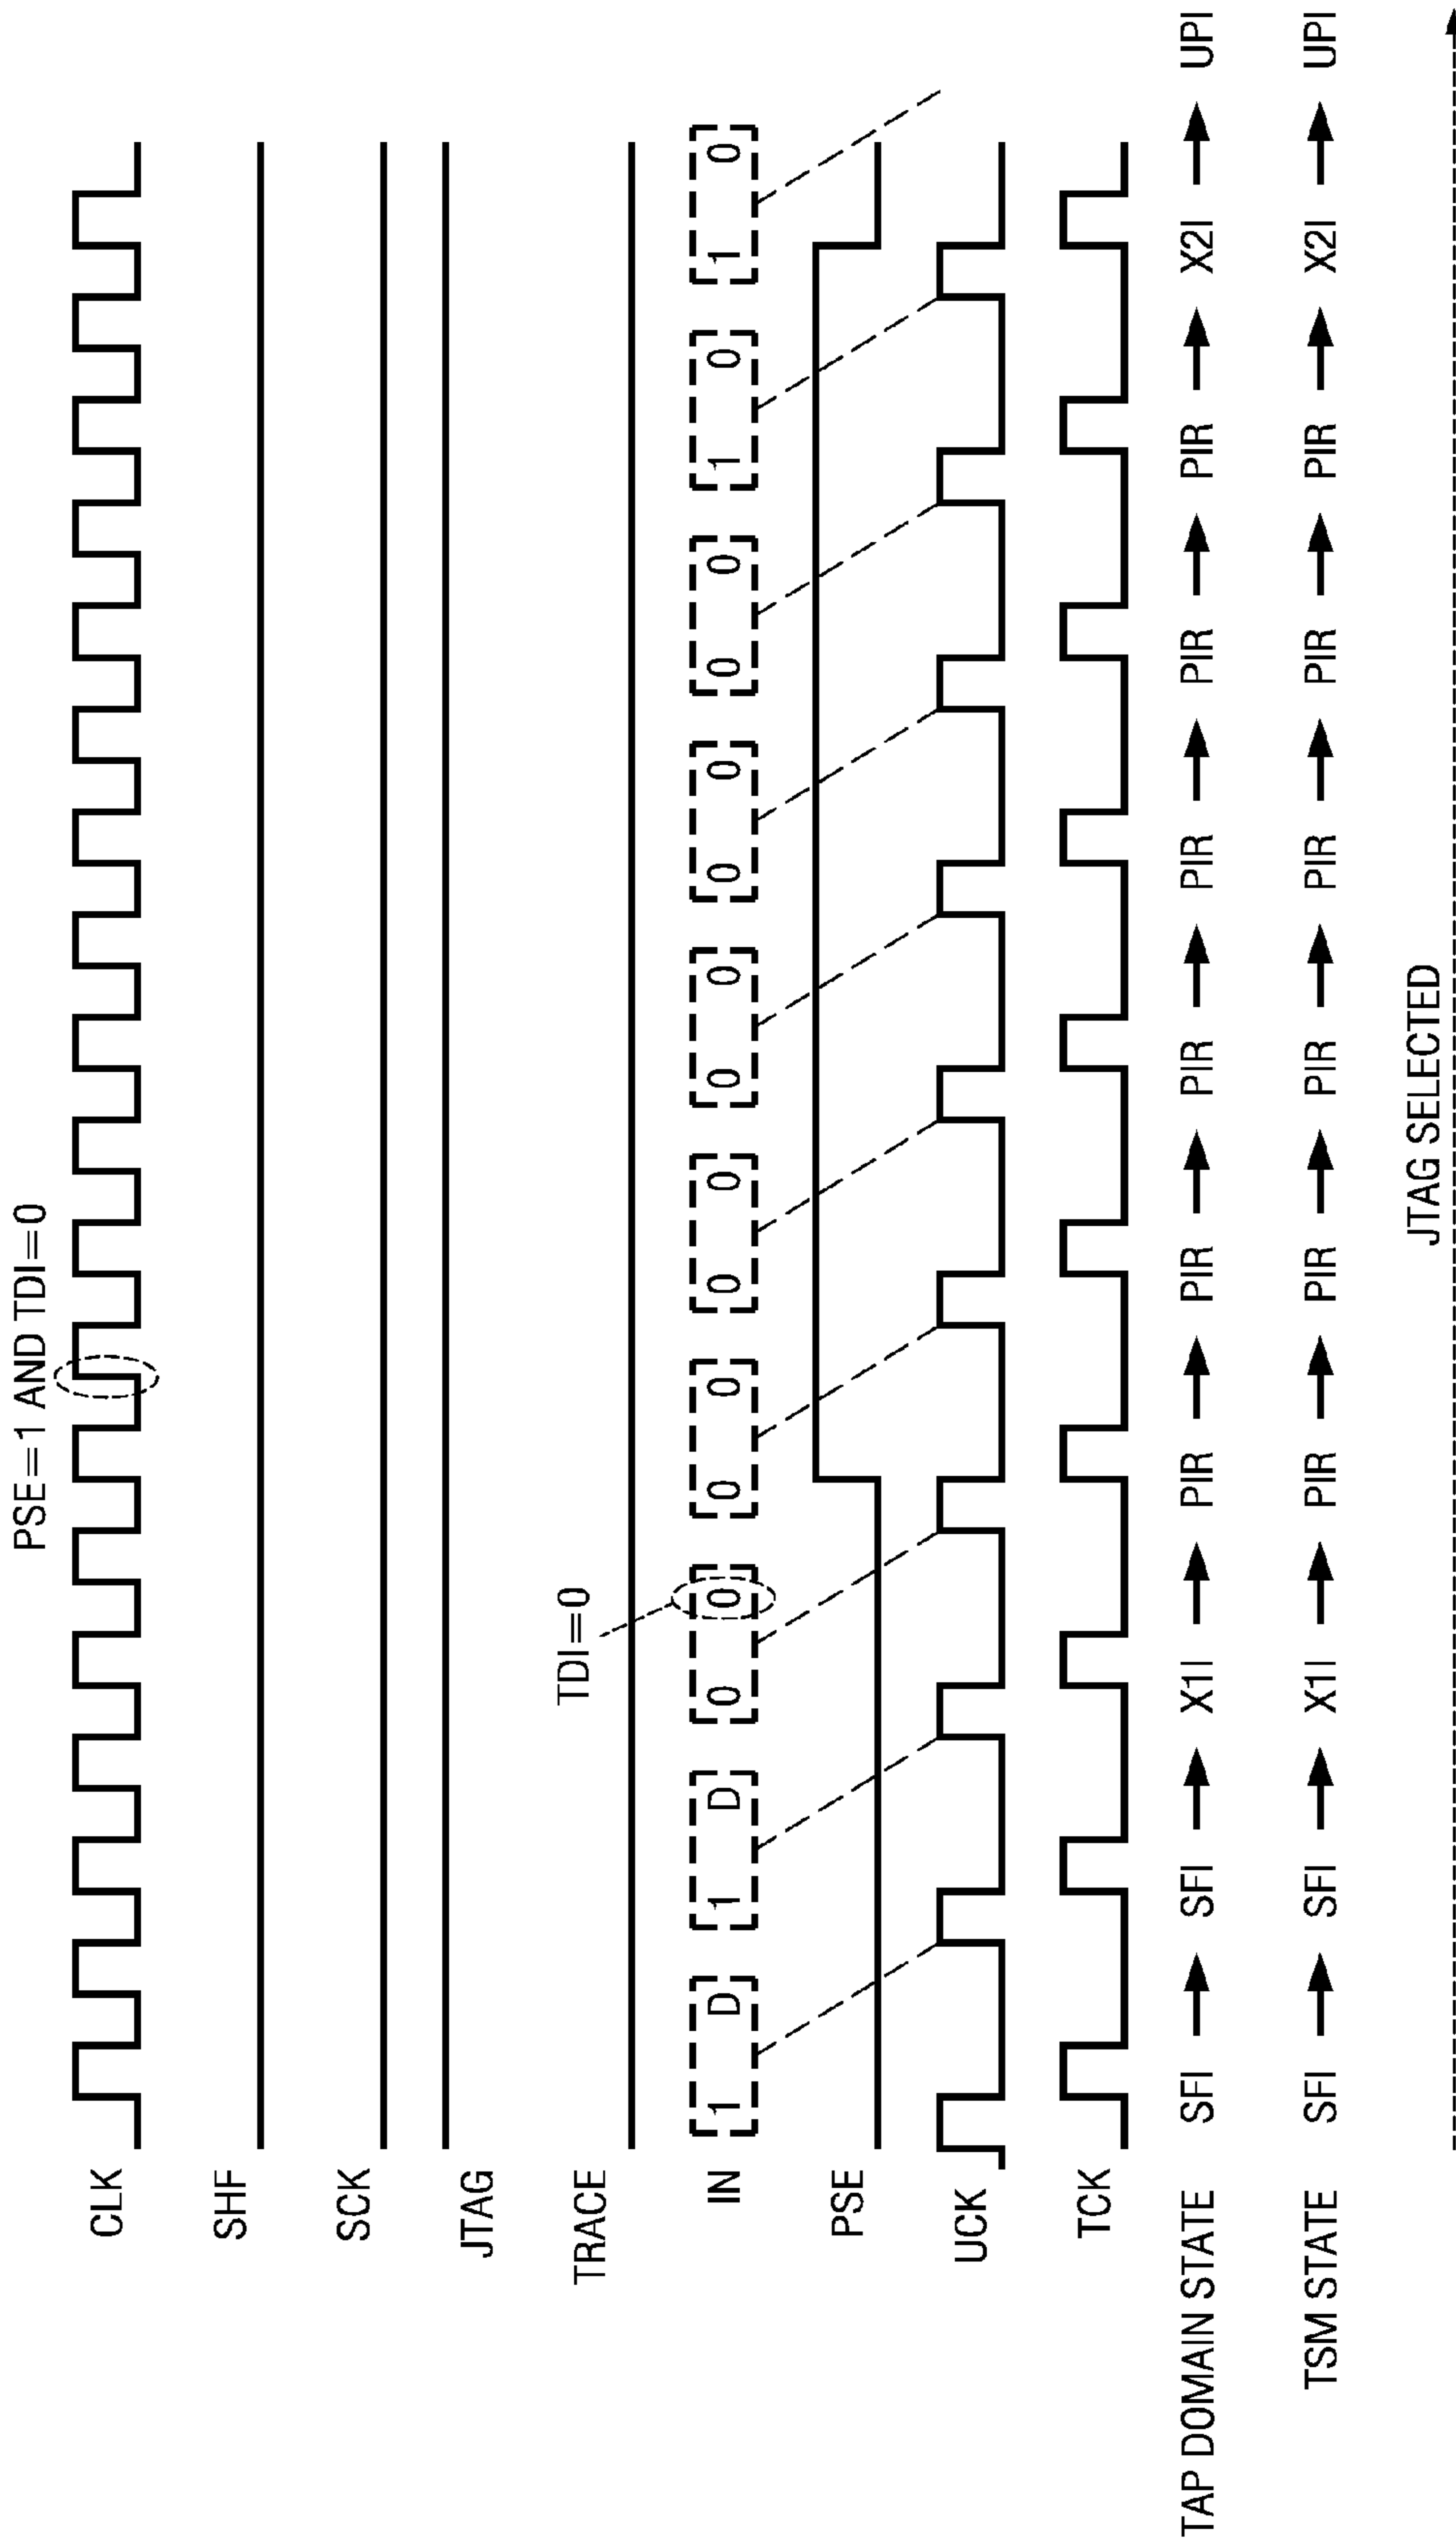 PSE=1 AND TDI=0
CLK
SHF
SCK
JTAG
TDI=0
TRACE
IN 1 D 1 D 0 0 0 0 0 0 0 0 0 0 0 0 1 0 1 0
PSE
UCK
TCK
TAP DOMAIN STATE SFI SFI X1I PIR PIR PIR PIR PIR PIR X2I UPI
TSM STATE SFI SFI X1I PIR PIR PIR PIR PIR PIR X2I UPI
JTAG SELECTED